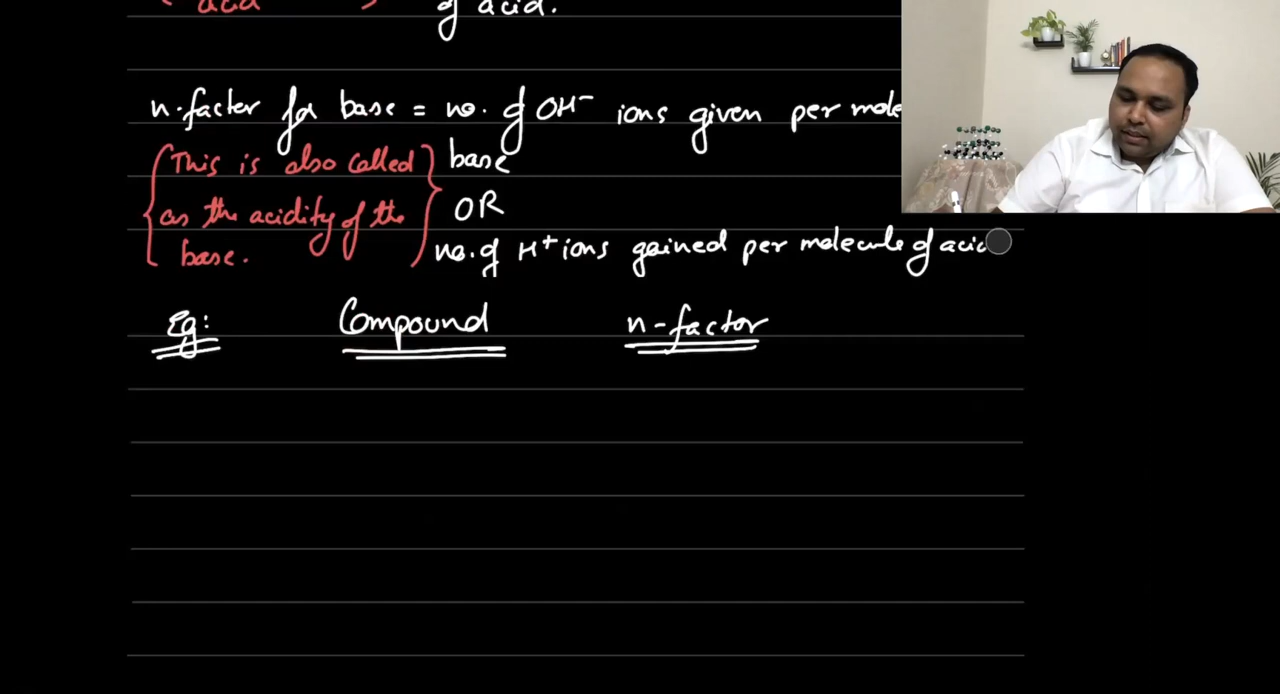 acid
of acid.
n-factor for base = no. of OH⁻ ions given per mole
{This is also called base
as the acidity of the OR
base.} no. of H⁺ ions gained per molecule of acid
Eg: Compound n-factor